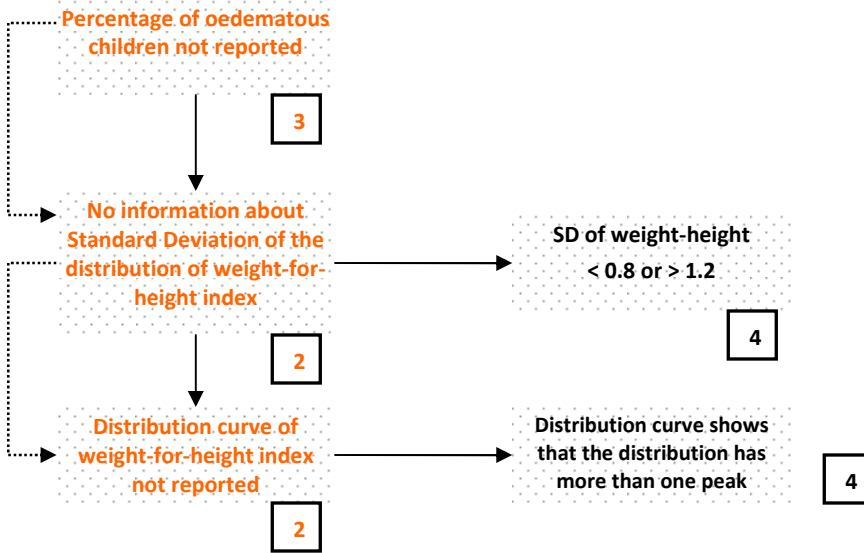 Percentage of oedematous
children not reported
3
No information about
Standard Deviation of the
distribution of weight-for-
height index
2
SD of weight-height
< 0.8 or > 1.2
4
Distribution curve of
weight-for-height index
not reported
2
Distribution curve shows
that the distribution has
more than one peak
4